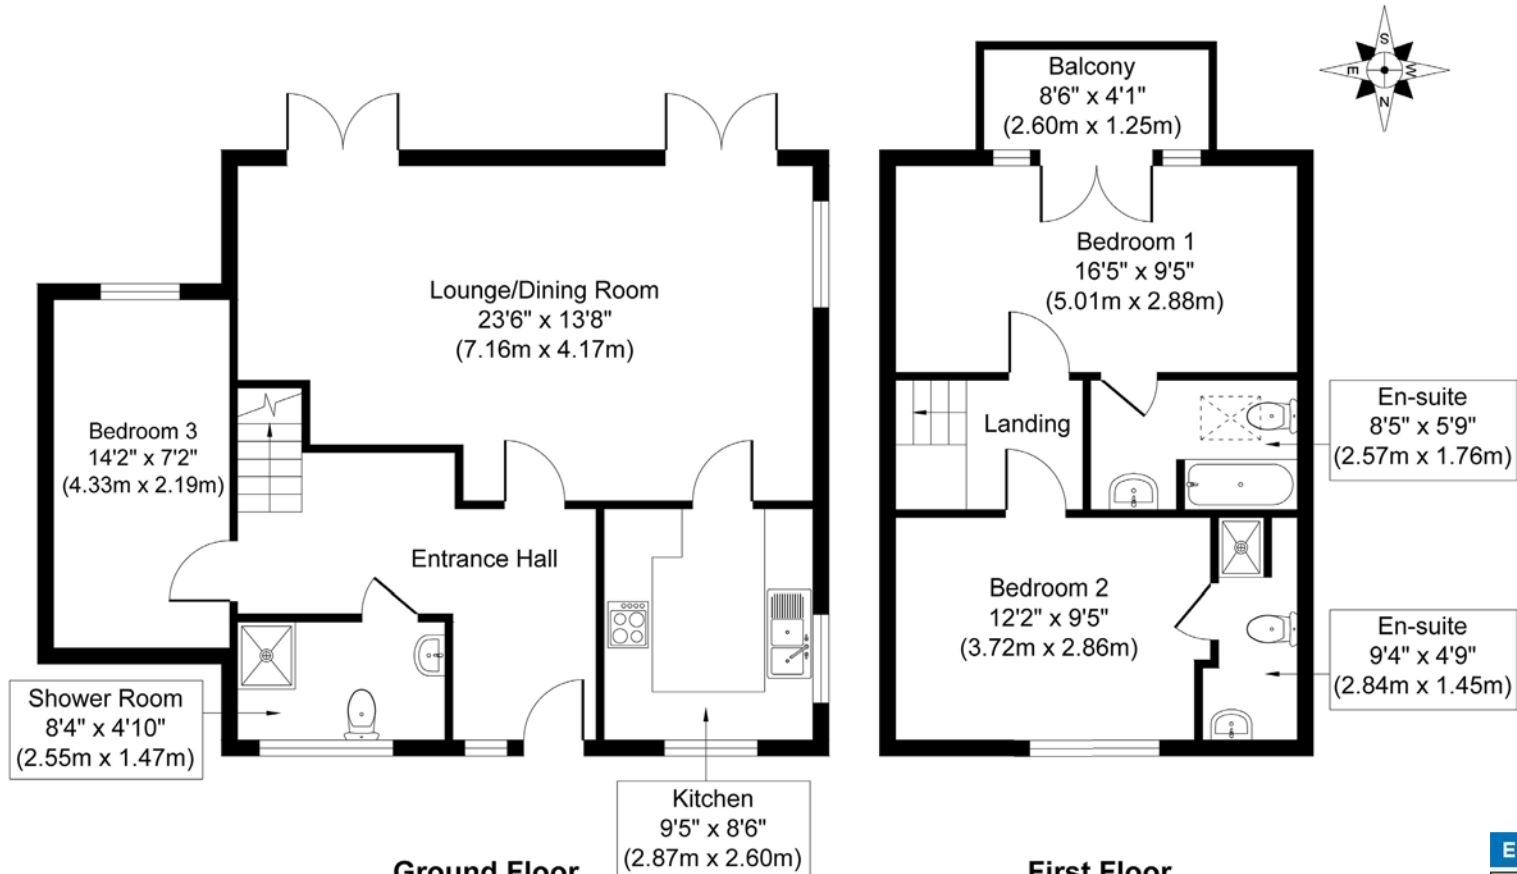 Balcony
8'6" x 4'1"
(2.60m x 1.25m)
S
E
W
N
Bedroom 1
16'5" x 9'5"
(5.01m x 2.88m)
Lounge/Dining Room
23'6" x 13'8"
(7.16m x 4.17m)
Bedroom 3
14'2" x 7'2"
(4.33m x 2.19m)
Landing
En-suite
8'5" x 5'9"
(2.57m x 1.76m)
Entrance Hall
Bedroom 2
12'2" x 9'5"
(3.72m x 2.86m)
En-suite
9'4" x 4'9"
(2.84m x 1.45m)
Shower Room
8'4" x 4'10"
(2.55m x 1.47m)
Kitchen
9'5" x 8'6"
(2.87m x 2.60m)
Ground Floor
First Floor
E